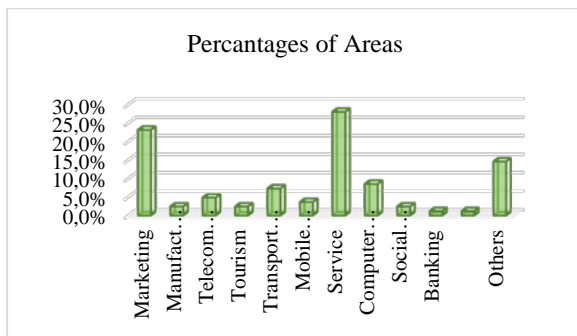 Percantages of Areas
30,0%
25,0%
20,0%
15,0%
10,0%
5,0%
0,0%
Marketing
Manufact…
Telecom…
Tourism
Transport…
Mobile…
Service
Computer…
Social…
Banking
Others